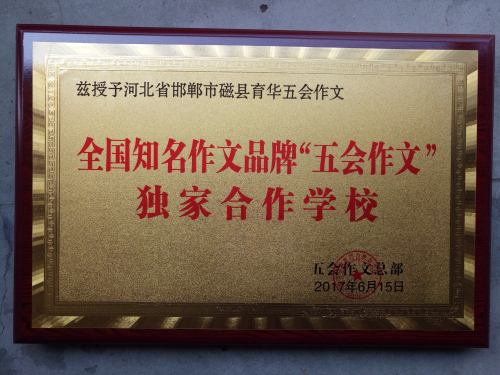 兹授予河北省邯郸市磁县育华五会作文
全国知名作文品牌“五会作文”
独家合作学校
五会作文总部
2017年6月15日